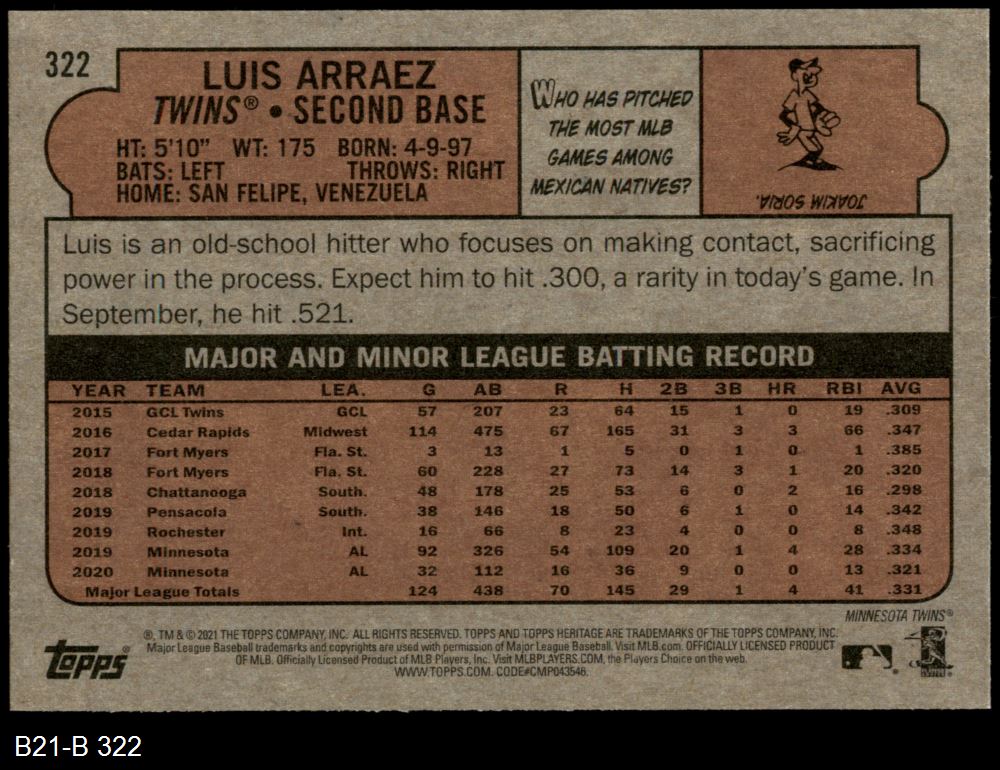 322
LUIS ARRAEZ
TWINS® • SECOND BASE
HT: 5'10" WT: 175 BORN: 4-9-97
BATS: LEFT THROWS: RIGHT
HOME: SAN FELIPE, VENEZUELA
WHO HAS PITCHED
THE MOST MLB
GAMES AMONG
MEXICAN NATIVES?
JOAKIM SORIA.
Luis is an old-school hitter who focuses on making contact, sacrificing
power in the process. Expect him to hit .300, a rarity in today's game. In
September, he hit .521.
MAJOR AND MINOR LEAGUE BATTING RECORD
YEAR TEAM LEA. G AB R H 2B 3B HR RBI AVG
2015 GCL Twins GCL 57 207 23 64 15 1 0 19 .309
2016 Cedar Rapids Midwest 114 475 67 165 31 3 3 66 .347
2017 Fort Myers Fla. St. 3 13 1 5 0 1 0 1 .385
2018 Fort Myers Fla. St. 60 228 27 73 14 3 1 20 .320
2018 Chattanooga South. 48 178 25 53 6 0 2 16 .298
2019 Pensacola South. 38 146 18 50 6 1 0 14 .342
2019 Rochester Int. 16 66 8 23 4 0 0 8 .348
2019 Minnesota AL 92 326 54 109 20 1 4 28 .334
2020 Minnesota AL 32 112 16 36 9 0 0 13 .321
Major League Totals 124 438 70 145 29 1 4 41 .331
MINNESOTA TWINS®
®, TM & © 2021 THE TOPPS COMPANY, INC. ALL RIGHTS RESERVED. TOPPS AND TOPPS HERITAGE ARE TRADEMARKS OF THE TOPPS COMPANY, INC.
Major League Baseball trademarks and copyrights are used with permission of Major League Baseball. Visit MLB.com. OFFICIALLY LICENSED PRODUCT
OF MLB. Officially Licensed Product of MLB Players, Inc. Visit MLBPLAYERS.COM, the Players Choice on the web.
WWW.TOPPS.COM. CODE#CMP043546.
topps®
B21-B 322